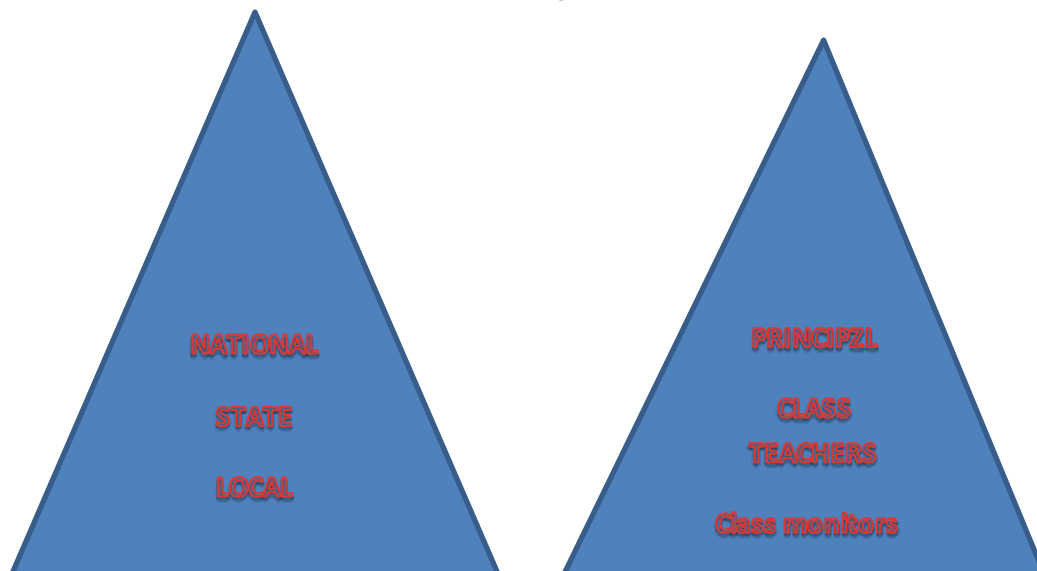 NATIONAL
STATE
LOCAL
PRINCIPZL
CLASS
TEACHERS
Class monitors